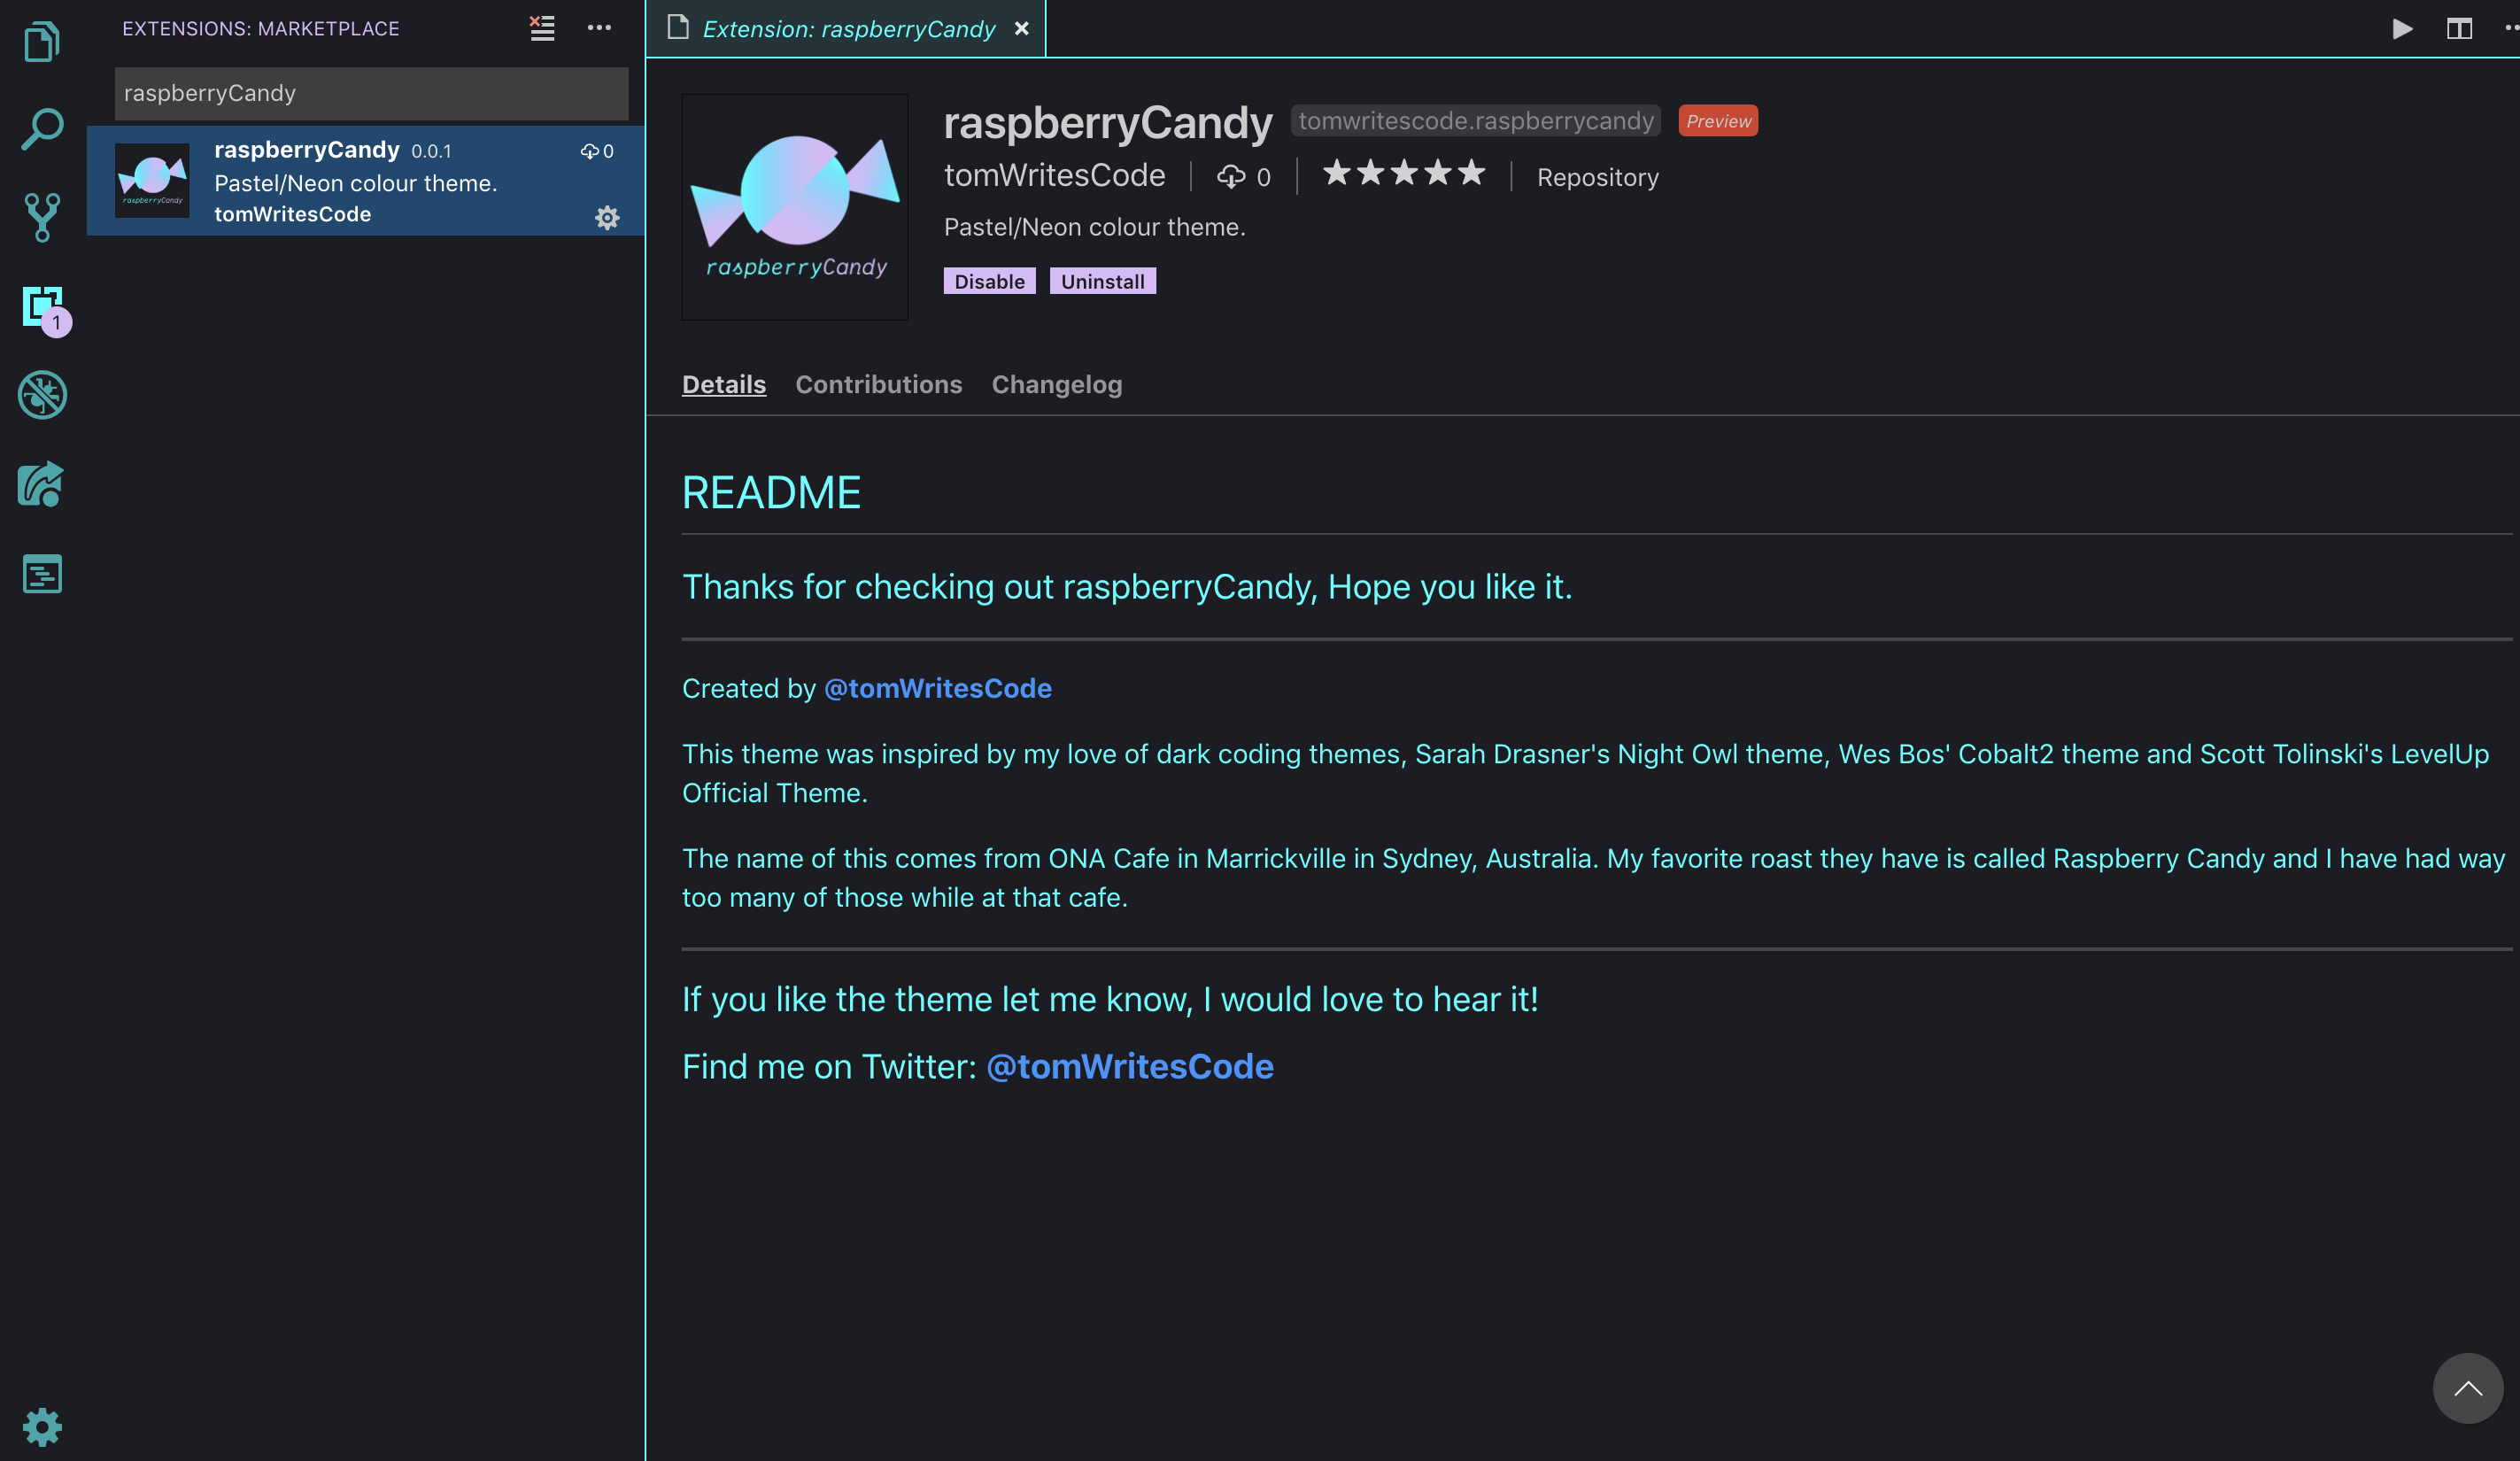 EXTENSIONS: MARKETPLACE
raspberryCandy
raspberryCandy 0.0.1 0
Pastel/Neon colour theme.
tomWritesCode
raspberryCandy
1
Extension: raspberryCandy
raspberryCandy
raspberryCandy tomwritescode.raspberrycandy Preview
tomWritesCode 0 Repository
Pastel/Neon colour theme.
Disable Uninstall
Details Contributions Changelog
README
Thanks for checking out raspberryCandy, Hope you like it.
Created by @tomWritesCode
This theme was inspired by my love of dark coding themes, Sarah Drasner's Night Owl theme, Wes Bos' Cobalt2 theme and Scott Tolinski's LevelUp
Official Theme.
The name of this comes from ONA Cafe in Marrickville in Sydney, Australia. My favorite roast they have is called Raspberry Candy and I have had way
too many of those while at that cafe.
If you like the theme let me know, I would love to hear it!
Find me on Twitter: @tomWritesCode